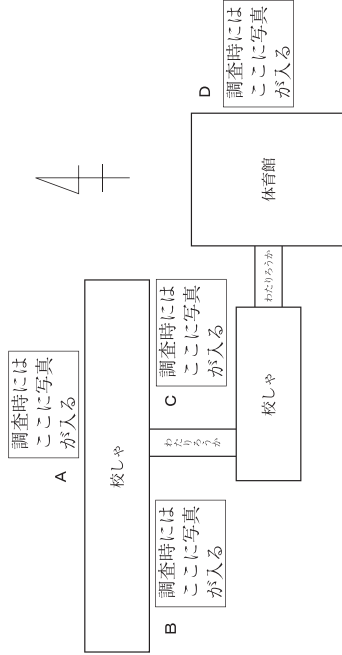 A
調査時には
ここに写真
が入る
校しゃ
B
調査時には
ここに写真
が入る
わたり
ろうか
C
調査時には
ここに写真
が入る
校しゃ
わたりろうか
体育館
D
調査時には
ここに写真
が入る